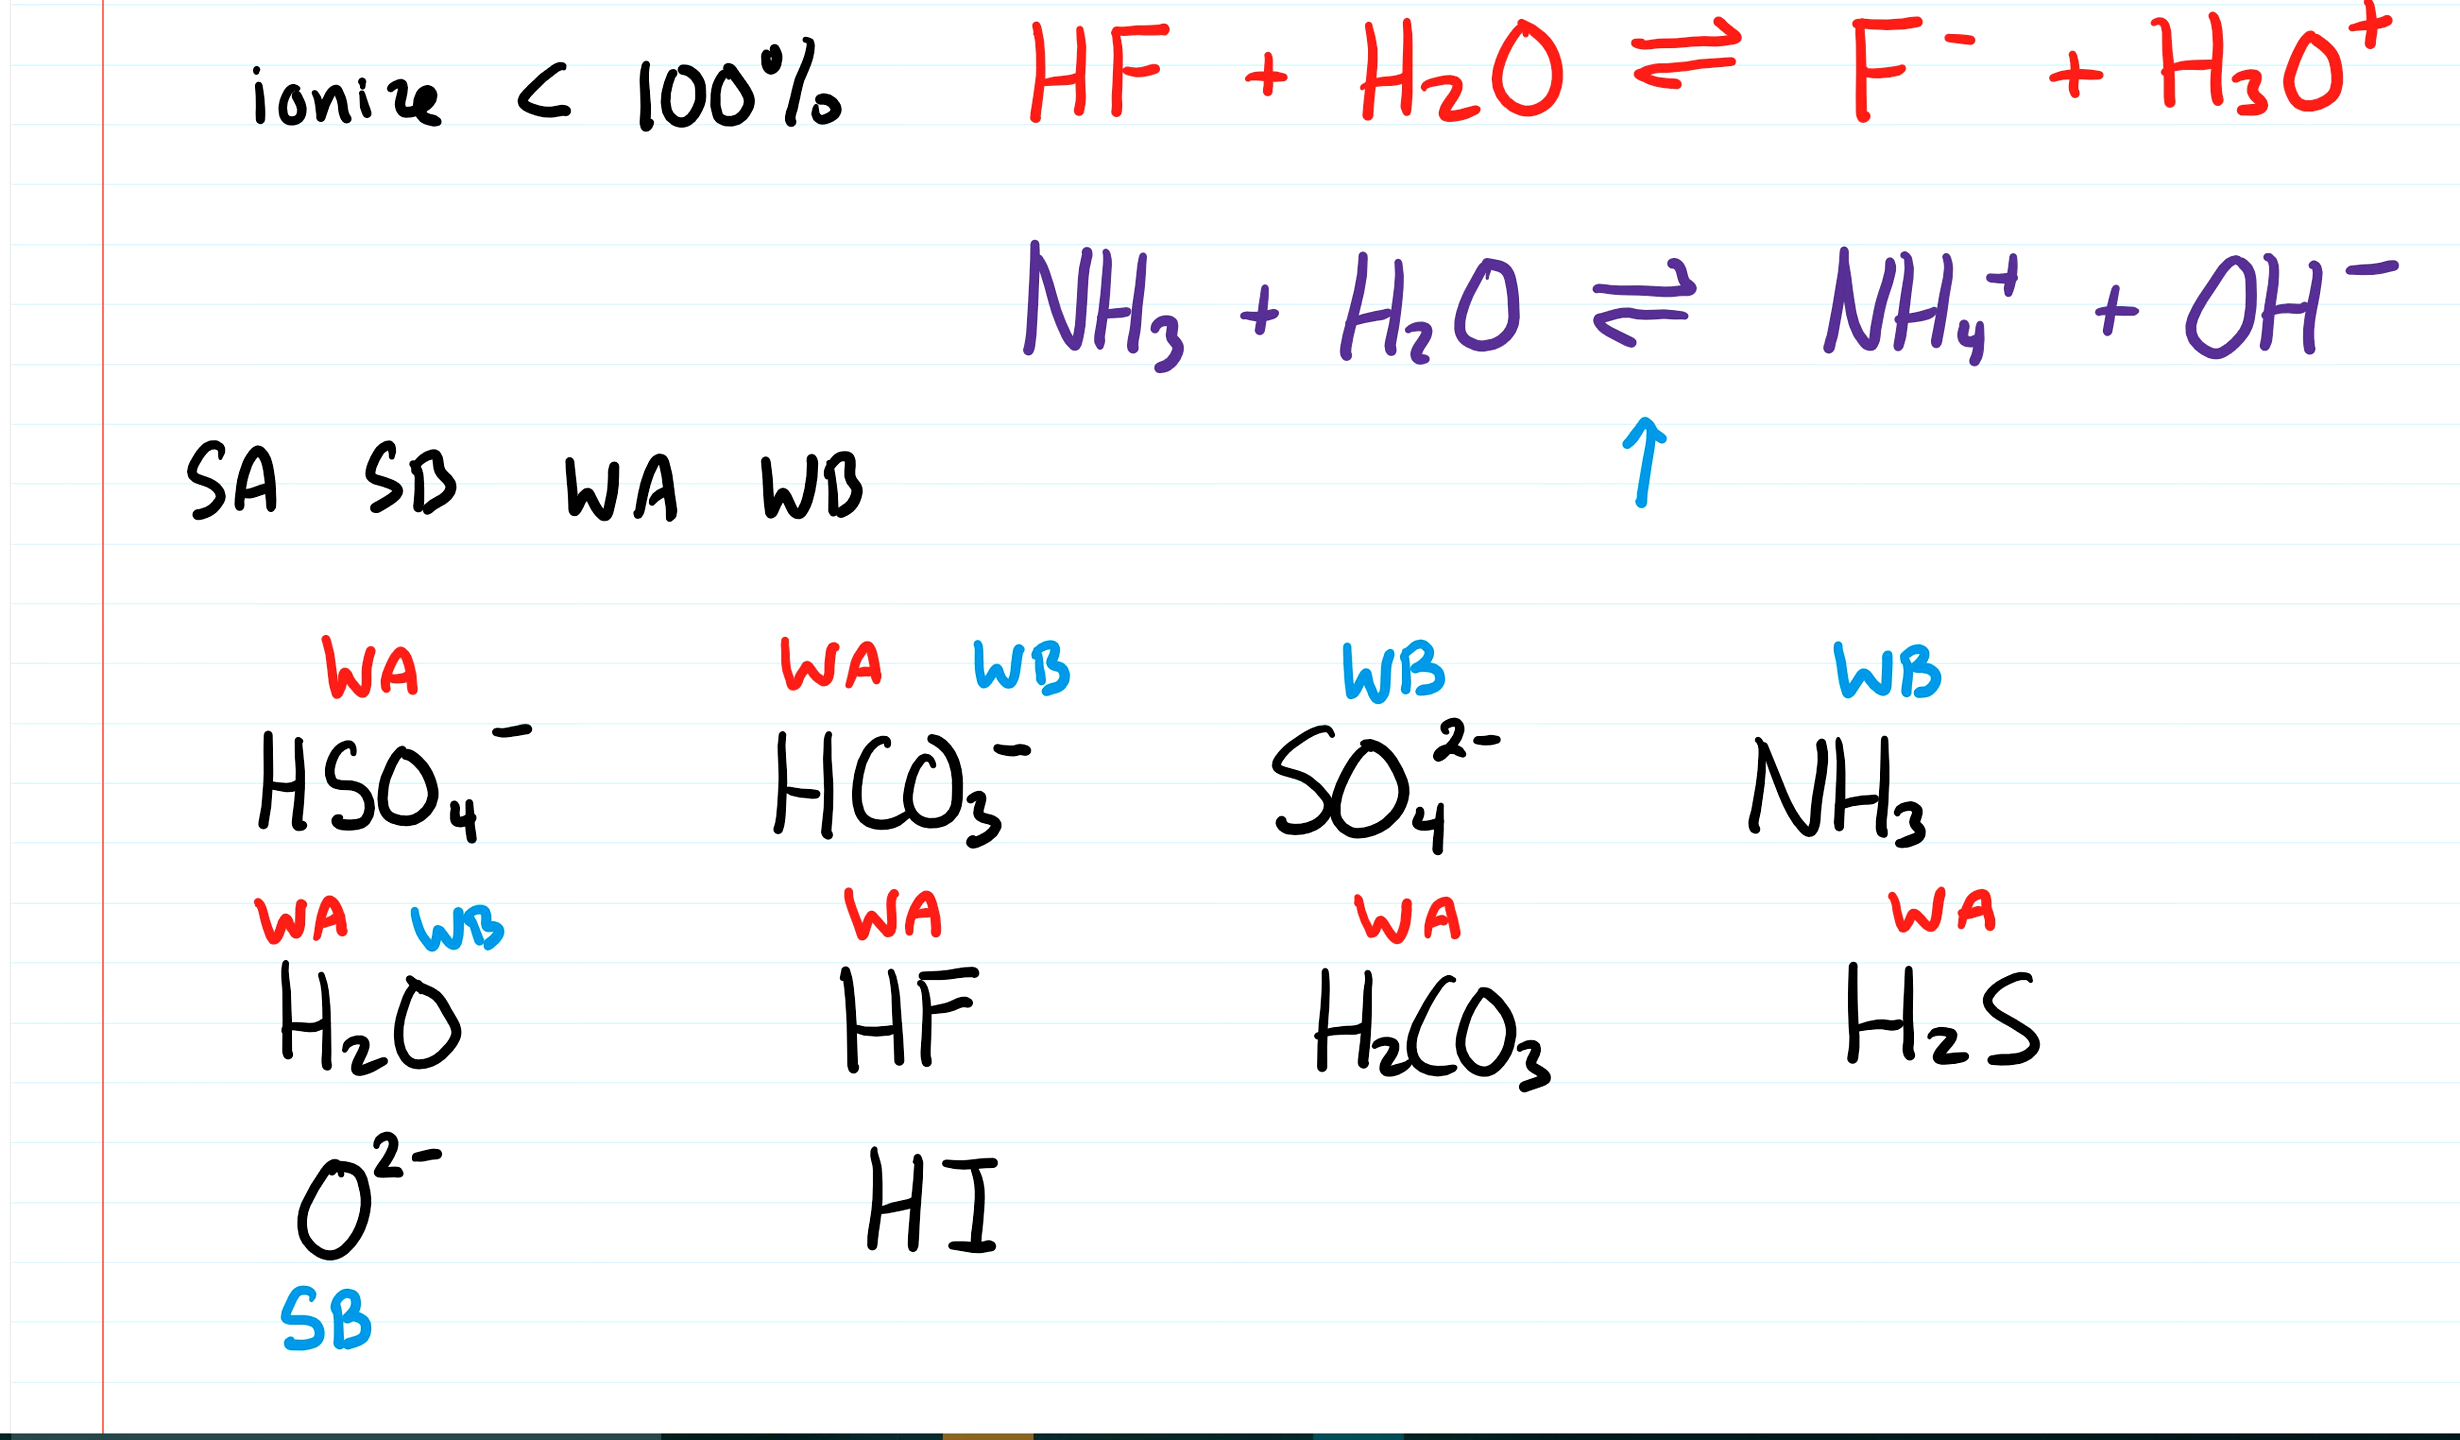 ionize < 100% HF + H₂O ⇌ F⁻ + H₃O⁺
NH₃ + H₂O ⇌ NH₄⁺ + OH⁻
↑
SA SB WA WB
WA WA WB WB WB
HSO₄⁻ HCO₃⁻ SO₄²⁻ NH₃
WA WB WA WA WA
H₂O HF H₂CO₃ H₂S
O²⁻ HI
SB